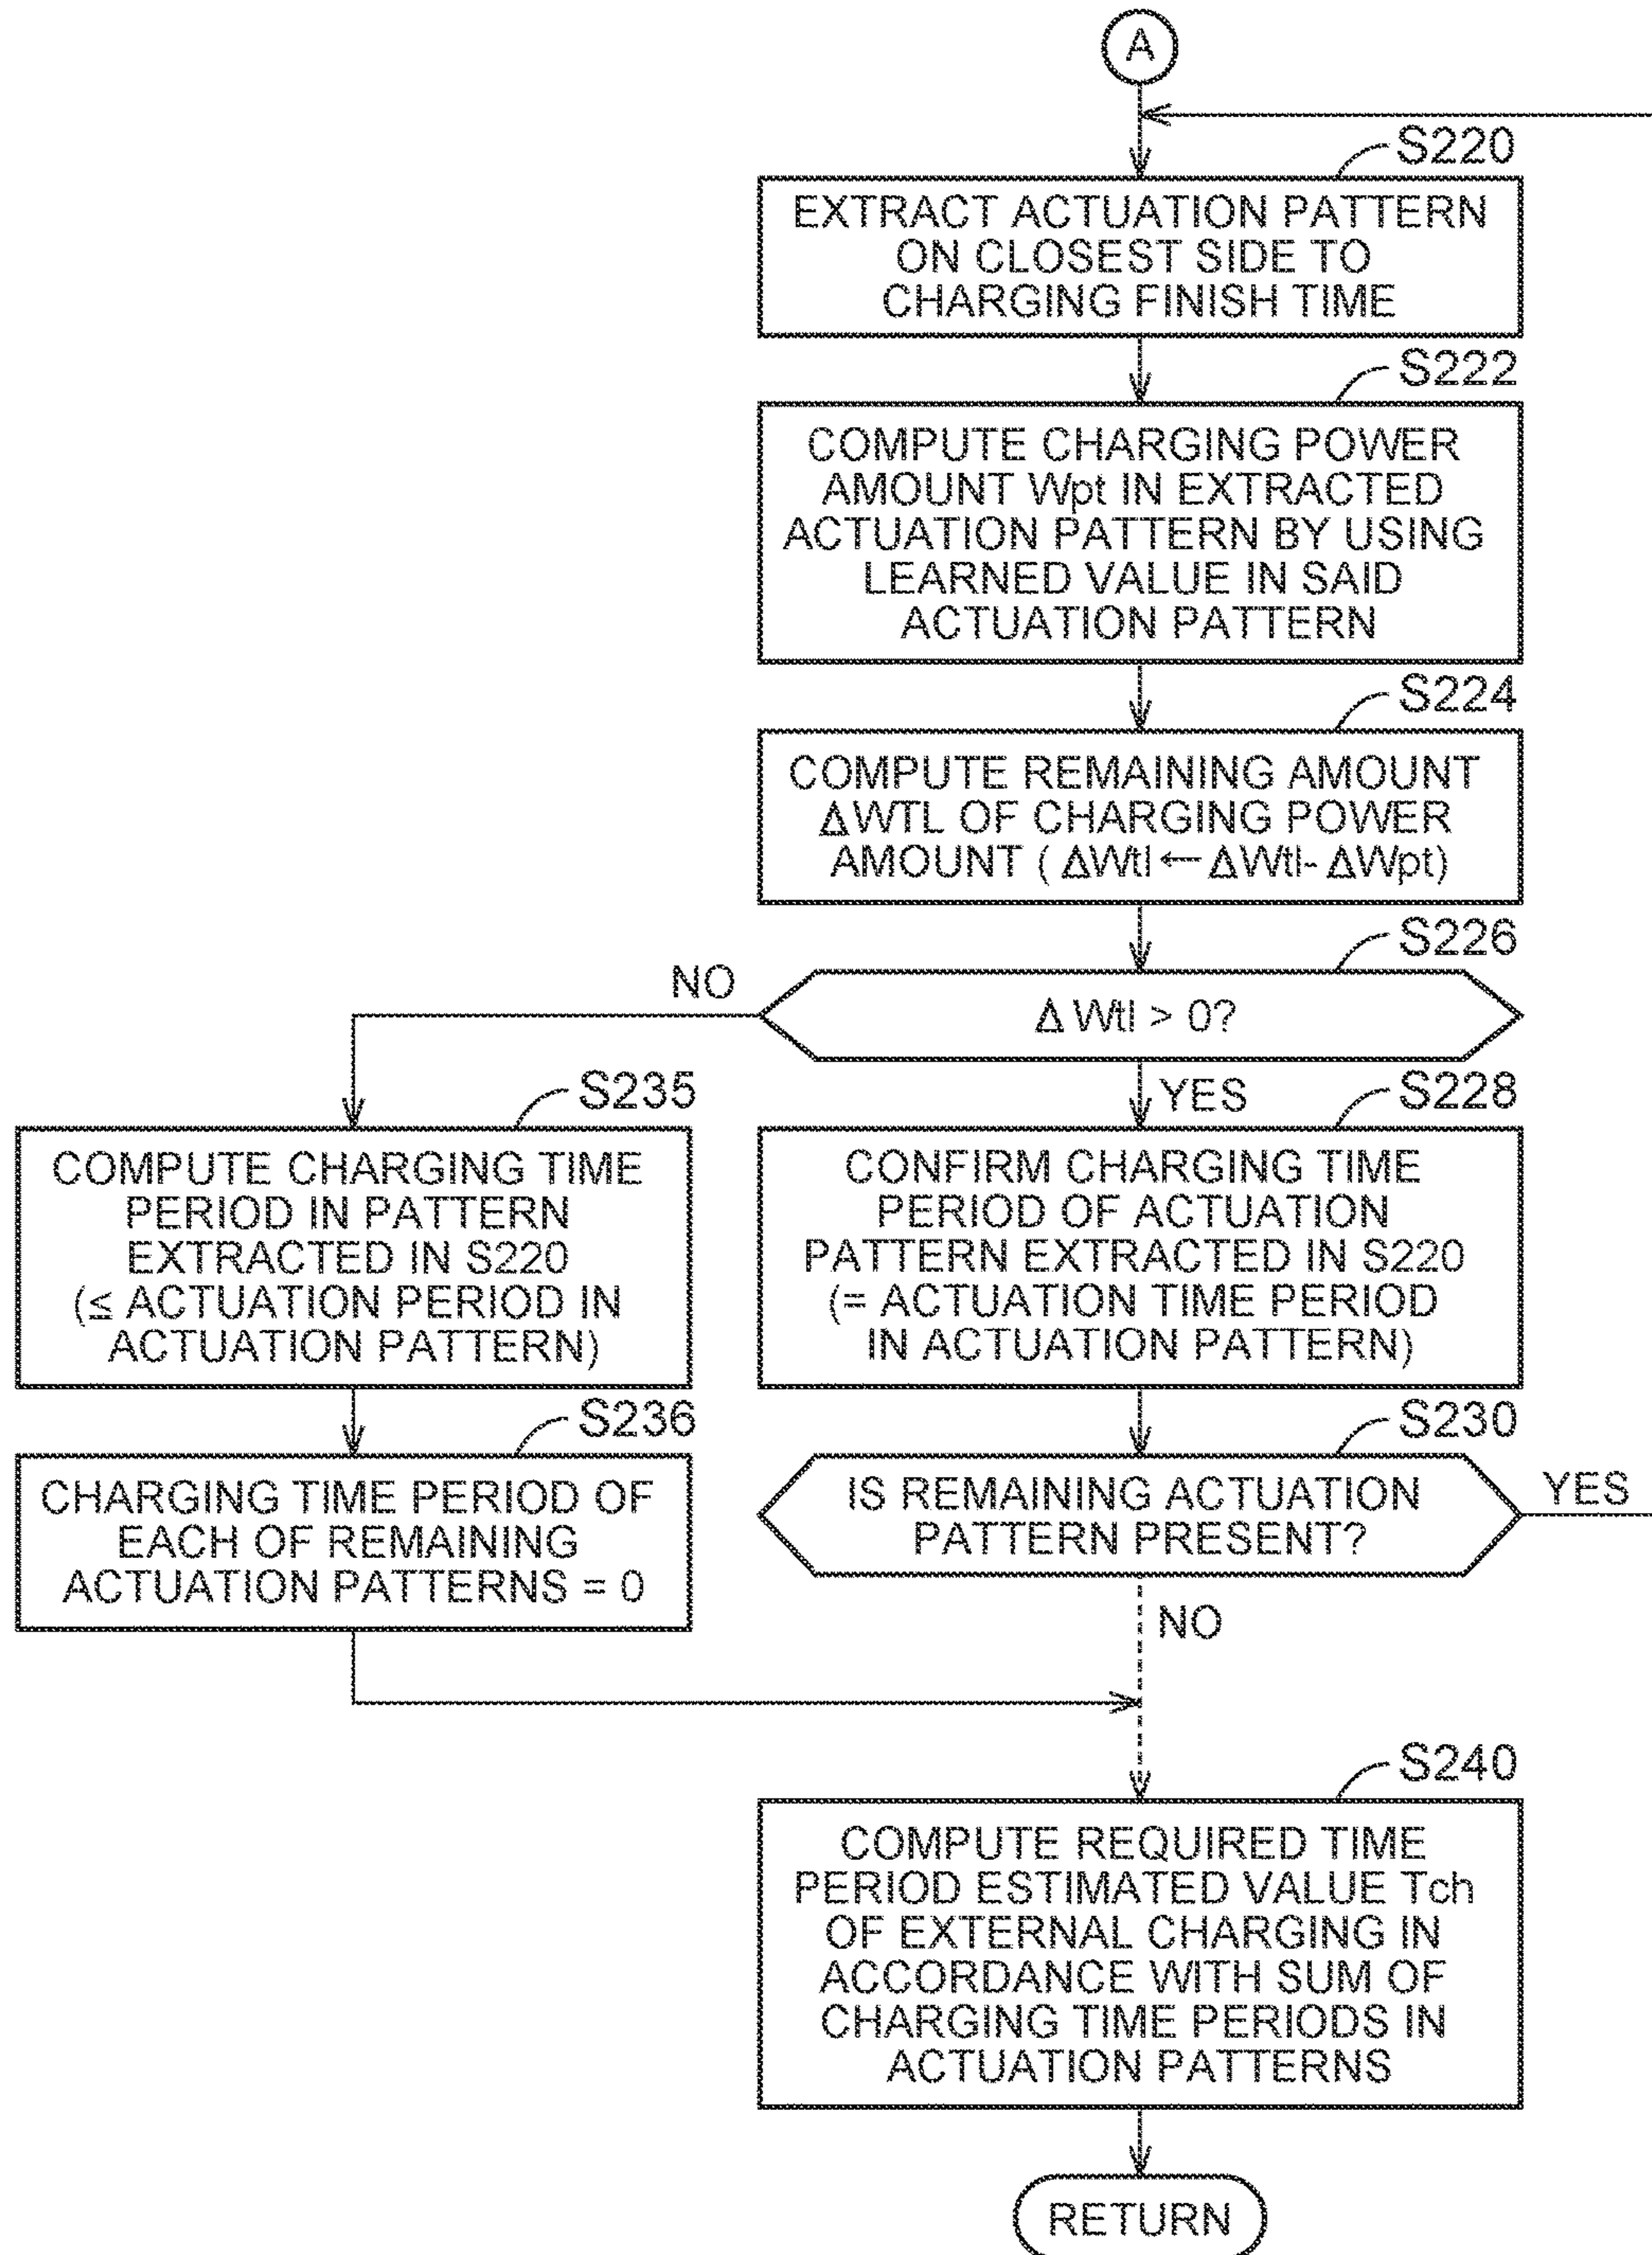 A
S220
EXTRACT ACTUATION PATTERN
ON CLOSEST SIDE TO
CHARGING FINISH TIME
S222
COMPUTE CHARGING POWER
AMOUNT Wpt IN EXTRACTED
ACTUATION PATTERN BY USING
LEARNED VALUE IN SAID
ACTUATION PATTERN
S224
COMPUTE REMAINING AMOUNT
ΔWTL OF CHARGING POWER
AMOUNT ( ΔWtl ← ΔWtl- ΔWpt)
S226
Δ Wtl > 0?
NO
YES
S235
COMPUTE CHARGING TIME
PERIOD IN PATTERN
EXTRACTED IN S220
(≤ ACTUATION PERIOD IN
ACTUATION PATTERN)
S228
CONFIRM CHARGING TIME
PERIOD OF ACTUATION
PATTERN EXTRACTED IN S220
(= ACTUATION TIME PERIOD
IN ACTUATION PATTERN)
S236
CHARGING TIME PERIOD OF
EACH OF REMAINING
ACTUATION PATTERNS = 0
S230
IS REMAINING ACTUATION
PATTERN PRESENT?
YES
NO
S240
COMPUTE REQUIRED TIME
PERIOD ESTIMATED VALUE Tch
OF EXTERNAL CHARGING IN
ACCORDANCE WITH SUM OF
CHARGING TIME PERIODS IN
ACTUATION PATTERNS
RETURN